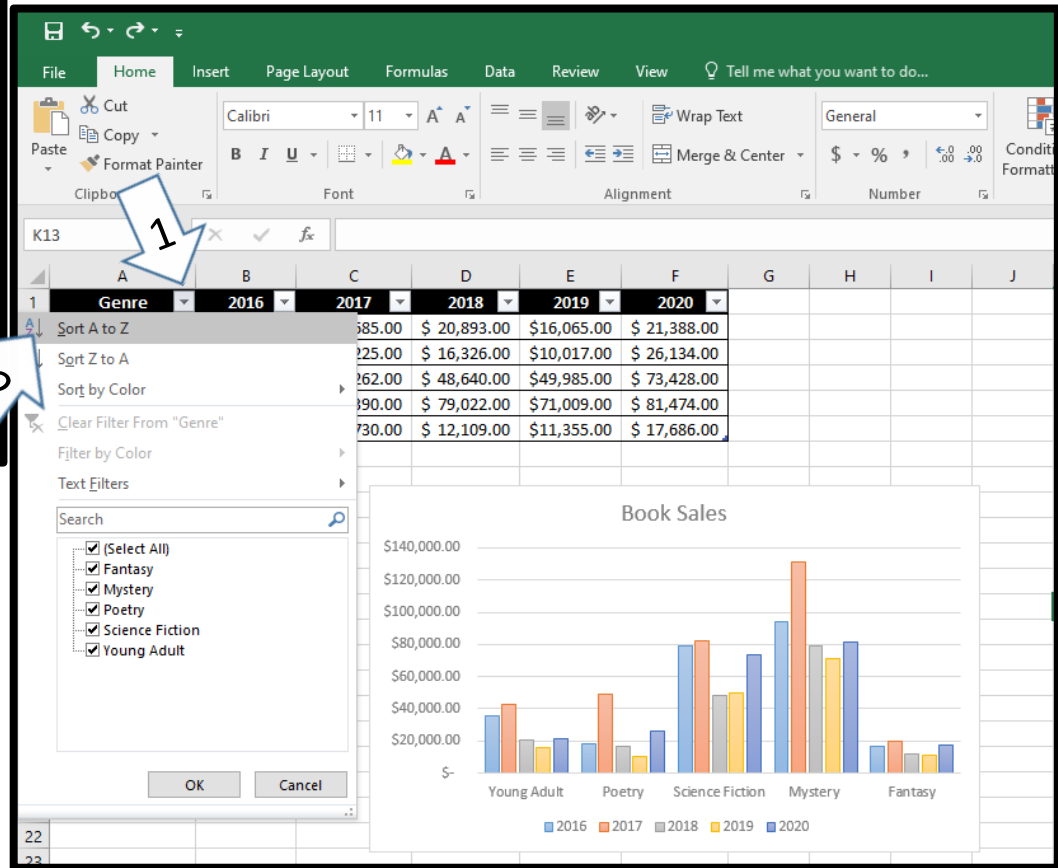 File Home Insert Page Layout Formulas Data Review View Tell me what you want to do...
Cut
Copy
Format Painter
Paste
Calibri 11 A A
B I U A
Wrap Text
Merge & Center
General
$ % , .00 .0
Clipbo Font Alignment Number
Conditi
Formatt
1
K13 fx
A B C D E F G H I J
1 Genre 2016 2017 2018 2019 2020
585.00 $ 20,893.00 $16,065.00 $ 21,388.00
225.00 $ 16,326.00 $10,017.00 $ 26,134.00
262.00 $ 48,640.00 $49,985.00 $ 73,428.00
390.00 $ 79,022.00 $71,009.00 $ 81,474.00
730.00 $ 12,109.00 $11,355.00 $ 17,686.00
Sort A to Z
Sort Z to A
Sort by Color
Clear Filter From "Genre"
Filter by Color
Text Filters
Search
(Select All)
Fantasy
Mystery
Poetry
Science Fiction
Young Adult
OK Cancel
22
23
Book Sales
$140,000.00
$120,000.00
$100,000.00
$80,000.00
$60,000.00
$40,000.00
$20,000.00
$-
Young Adult Poetry Science Fiction Mystery Fantasy
2016 2017 2018 2019 2020